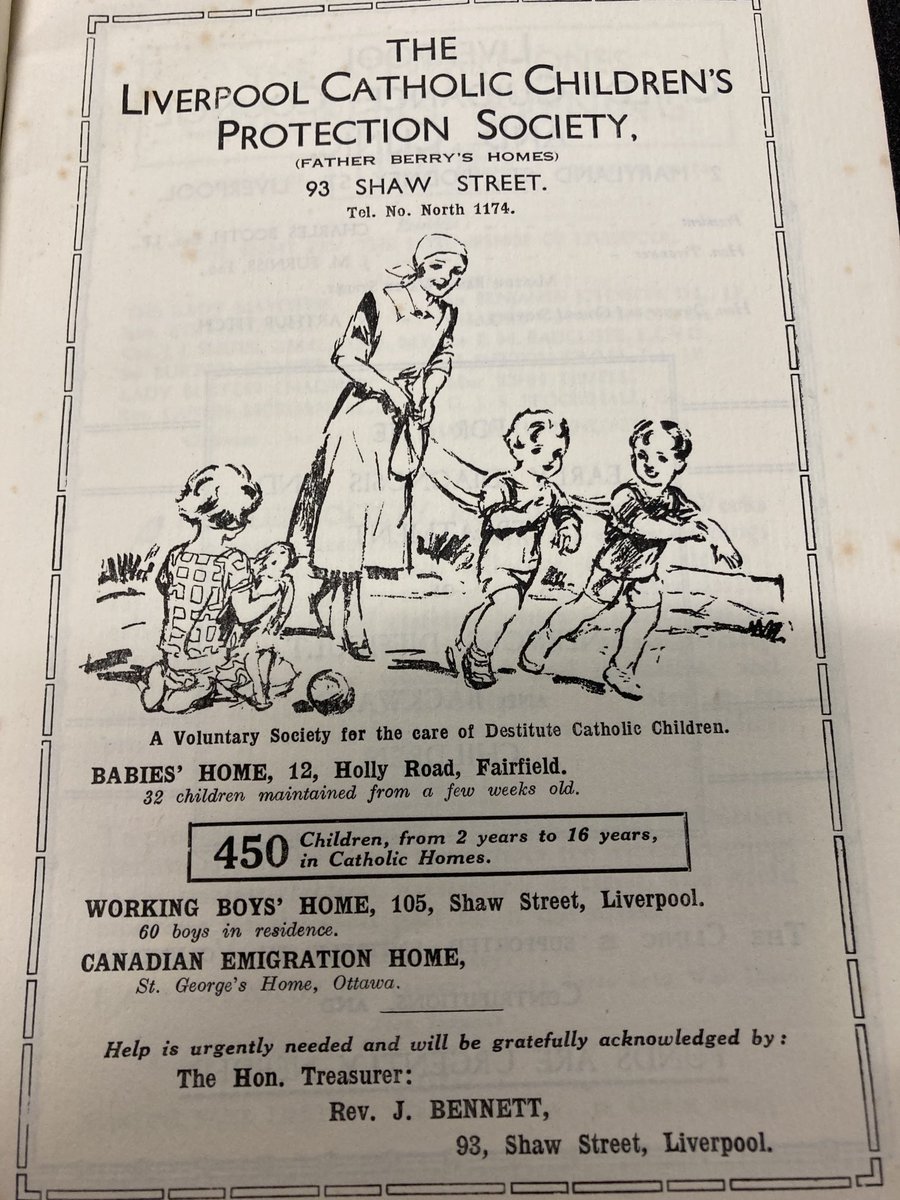 THE
LIVERPOOL CATHOLIC CHILDREN'S
PROTECTION SOCIETY,
(FATHER BERRY'S HOMES)
93 SHAW STREET.
Tel. No. North 1174.
A Voluntary Society for the care of Destitute Catholic Children.
BABIES' HOME, 12, Holly Road, Fairfield.
32 children maintained from a few weeks old.
450 Children, from 2 years to 16 years,
in Catholic Homes.
WORKING BOYS' HOME, 105, Shaw Street, Liverpool.
60 boys in residence.
CANADIAN EMIGRATION HOME,
St. George's Home, Ottawa.
Help is urgently needed and will be gratefully acknowledged by:
The Hon. Treasurer:
Rev. J. BENNETT,
93, Shaw Street, Liverpool.